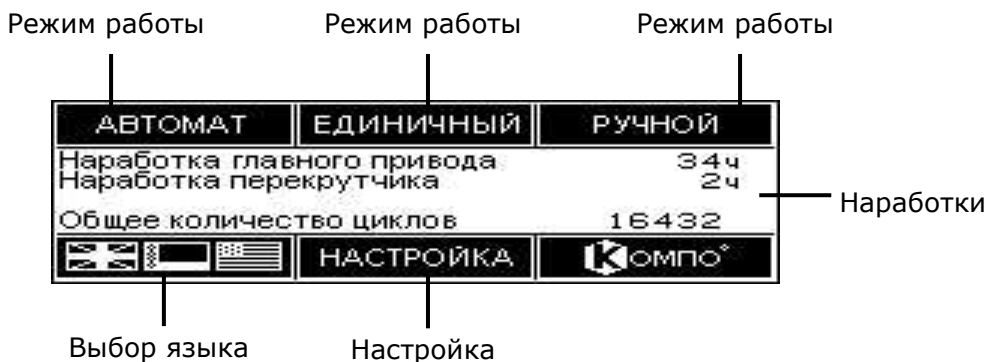 Режим работы Режим работы Режим работы
АВТОМАТ ЕДИНИЧНЫЙ РУЧНОЙ
Наработка главного привода 34ч
Наработка перекрутчика 2ч
Наработки
Общее количество циклов 16432
НАСТРОЙКА Компо°
Выбор языка Настройка